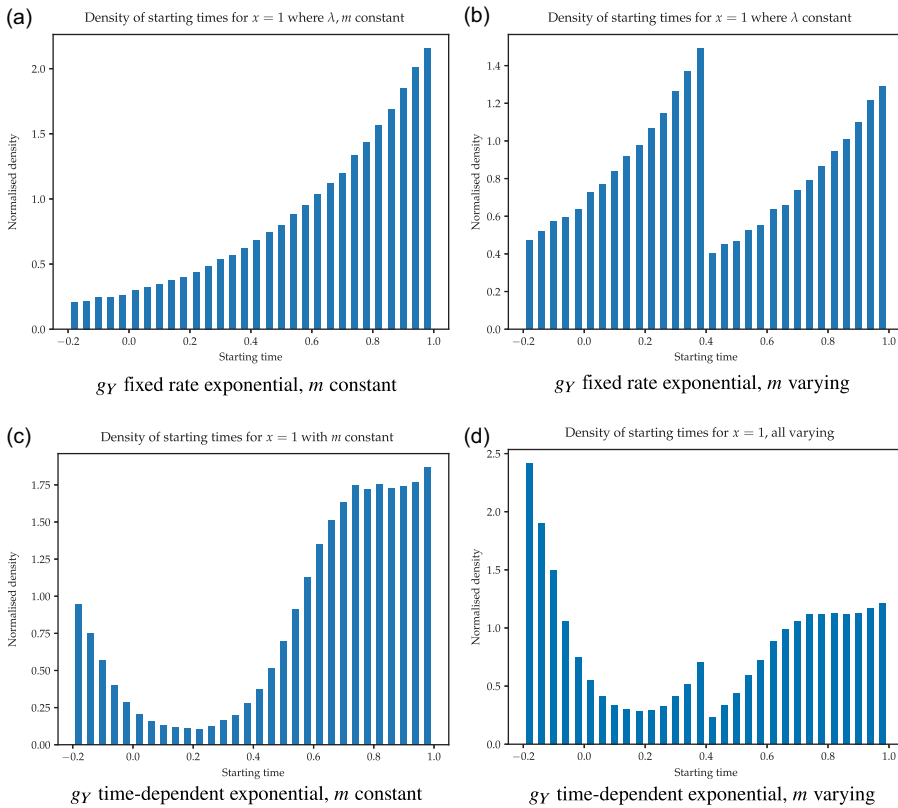 (a)
Density of starting times for x = 1 where λ, m constant
Normalised density
2.0
1.5
1.0
0.5
0.0
−0.2 0.0 0.2 0.4 0.6 0.8 1.0
Starting time
g_Y fixed rate exponential, m constant
(b)
Density of starting times for x = 1 where λ constant
Normalised density
1.4
1.2
1.0
0.8
0.6
0.4
0.2
0.0
−0.2 0.0 0.2 0.4 0.6 0.8 1.0
Starting time
g_Y fixed rate exponential, m varying
(c)
Density of starting times for x = 1 with m constant
Normalised density
1.75
1.50
1.25
1.00
0.75
0.50
0.25
0.00
−0.2 0.0 0.2 0.4 0.6 0.8 1.0
Starting time
g_Y time-dependent exponential, m constant
(d)
Density of starting times for x = 1, all varying
Normalised density
2.5
2.0
1.5
1.0
0.5
0.0
−0.2 0.0 0.2 0.4 0.6 0.8 1.0
Starting time
g_Y time-dependent exponential, m varying